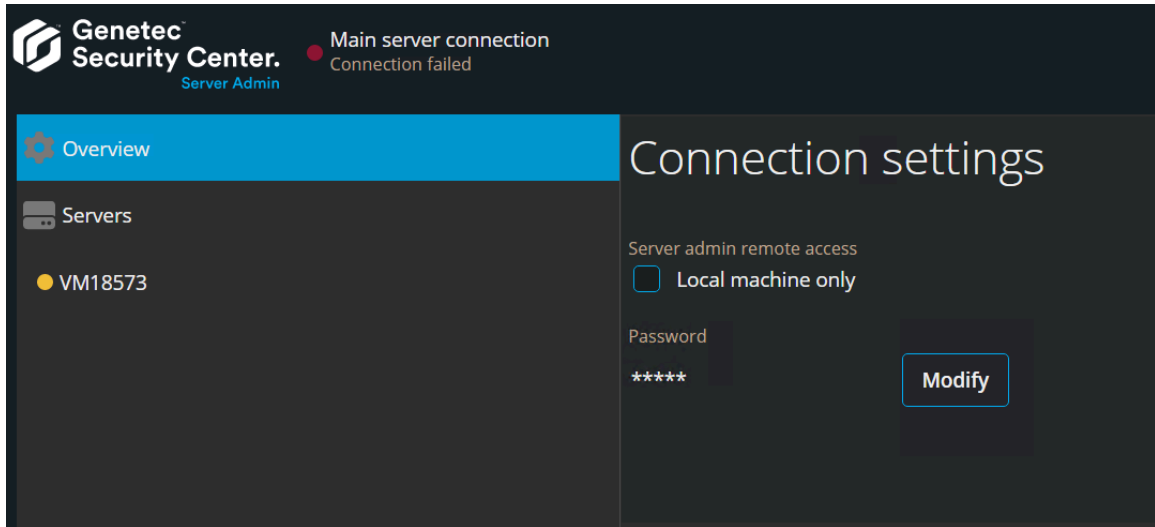 Genetec™
Security Center.
Server Admin
Main server connection
Connection failed
Overview
Servers
VM18573
Connection settings
Server admin remote access
Local machine only
Password
*****
Modify